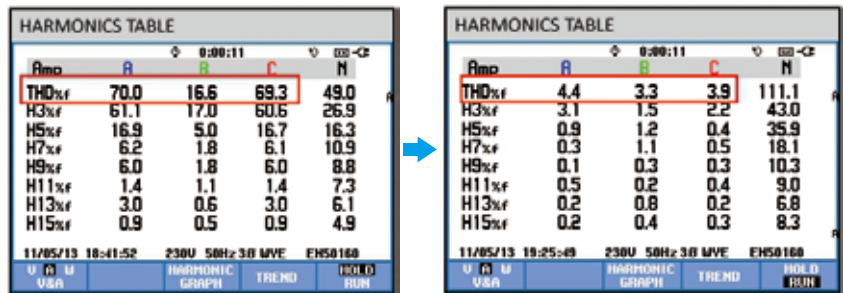 HARMONICS TABLE
0:00:11
Amp A B C N
THD%f 70.0 16.6 69.3 49.0
H3%f 61.1 17.0 60.6 26.9
H5%f 16.9 5.0 16.7 16.3
H7%f 6.2 1.8 6.1 10.9
H9%f 6.0 1.8 6.0 8.8
H11%f 1.4 1.1 1.4 7.3
H13%f 3.0 0.6 3.0 6.1
H15%f 0.9 0.5 0.9 4.9
11/05/13 18:41:52 230V 50Hz 3Ø WYE EN50160
V A W HARMONIC TREND HOLD
V&A GRAPH RUN
HARMONICS TABLE
0:00:11
Amp A B C N
THD%f 4.4 3.3 3.9 111.1
H3%f 3.1 1.5 2.2 43.0
H5%f 0.9 1.2 0.4 35.9
H7%f 0.3 1.1 0.5 18.1
H9%f 0.1 0.3 0.3 10.3
H11%f 0.5 0.2 0.4 9.0
H13%f 0.2 0.8 0.2 6.8
H15%f 0.2 0.4 0.3 8.3
11/05/13 19:25:49 230V 50Hz 3Ø WYE EN50160
V A W HARMONIC TREND HOLD
V&A GRAPH RUN